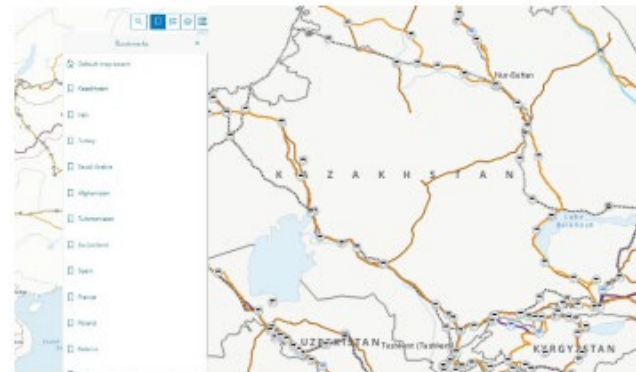 Bookmarks
Default map extent
Kazakhstan
Iran
Turkey
Saudi Arabia
Afghanistan
Turkmenistan
Switzerland
Spain
France
Poland
Nur-Sultan
KAZAKHSTAN
Lake
Balkhash
UZBEKISTAN
Tashkent (Toshkent)
KYRGYZSTAN